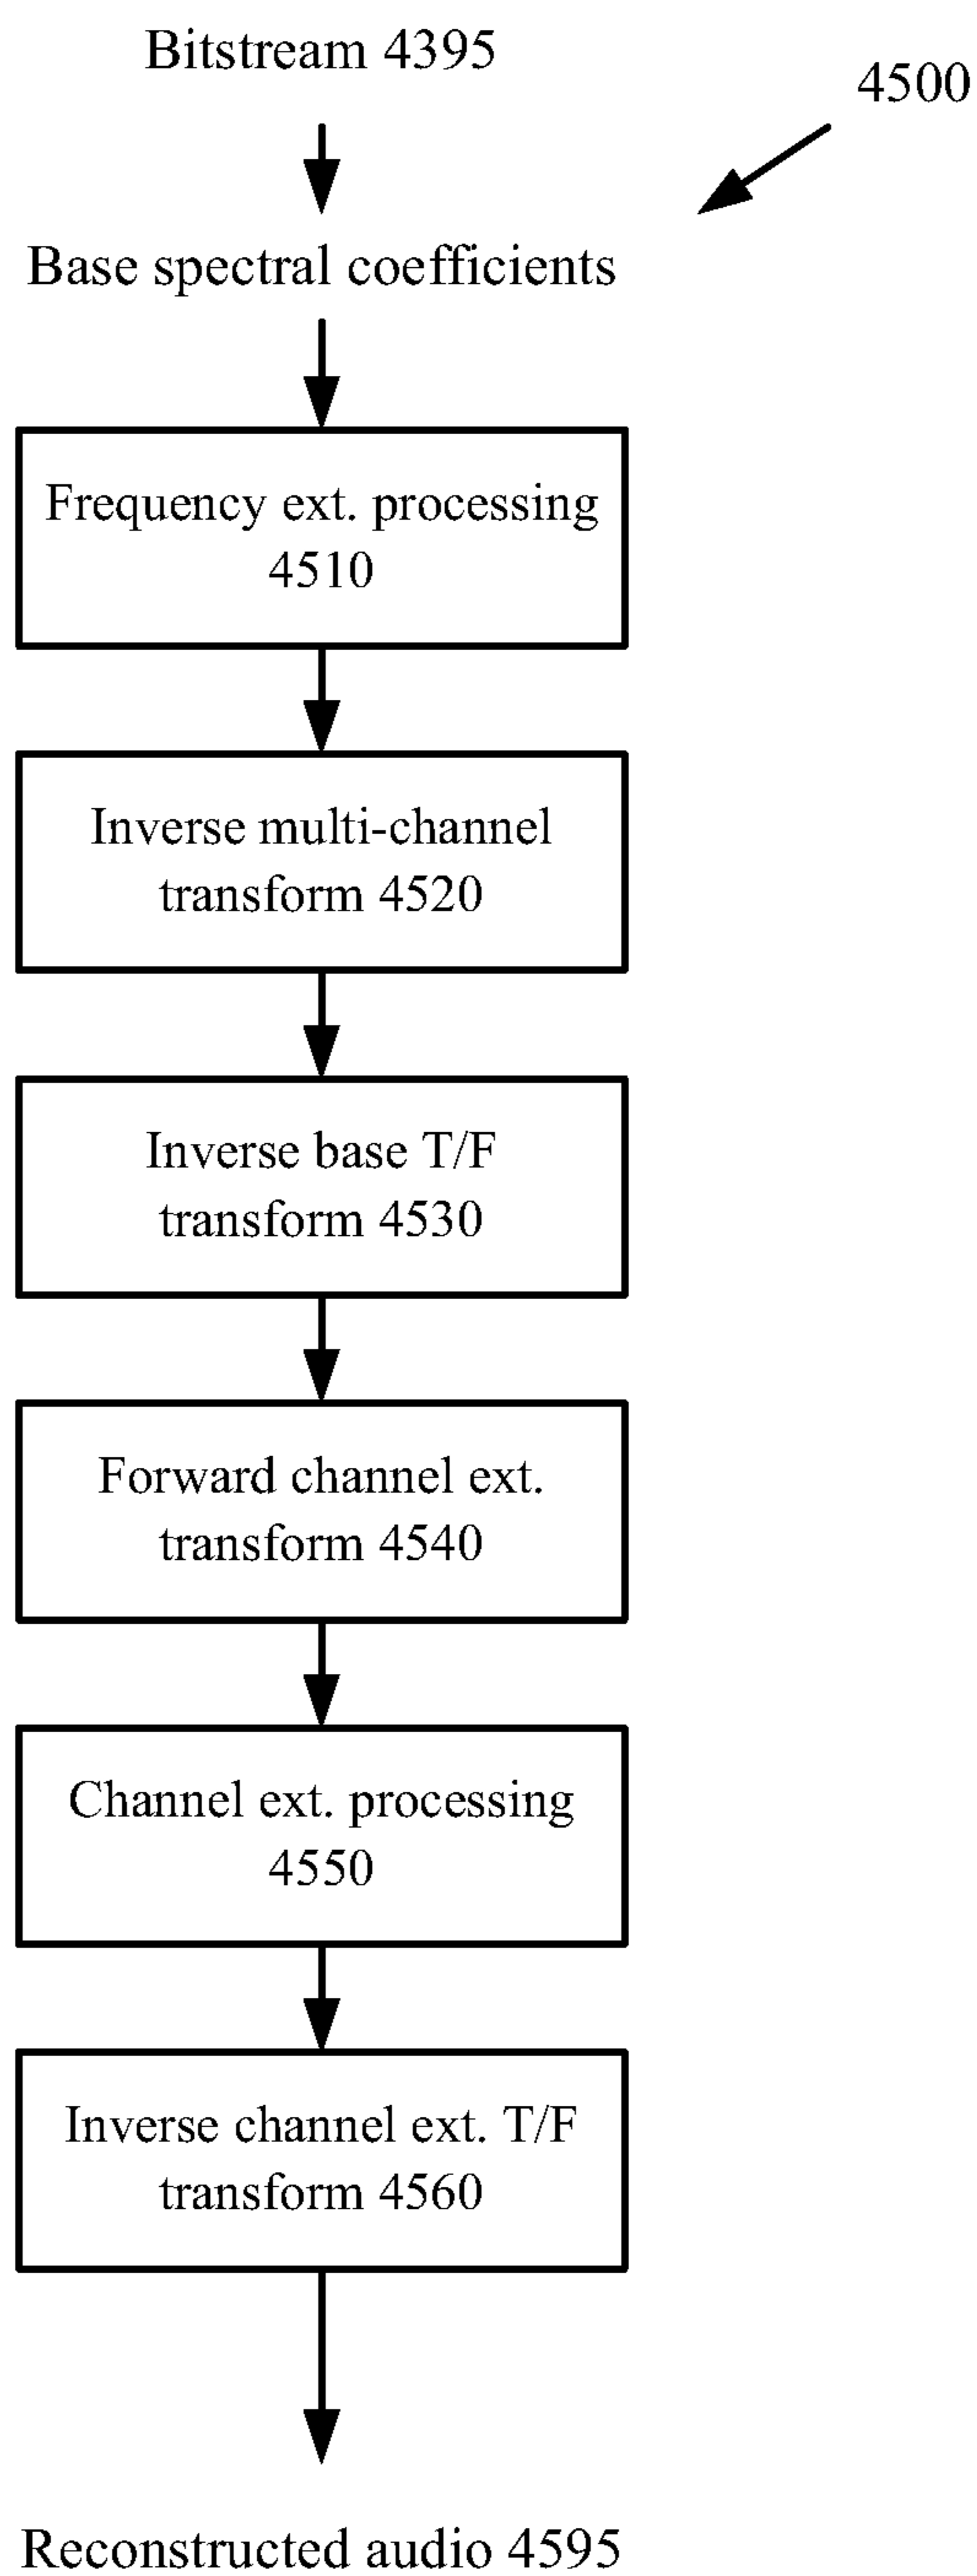 Bitstream 4395
4500
Base spectral coefficients
Frequency ext. processing
4510
Inverse multi-channel
transform 4520
Inverse base T/F
transform 4530
Forward channel ext.
transform 4540
Channel ext. processing
4550
Inverse channel ext. T/F
transform 4560
Reconstructed audio 4595